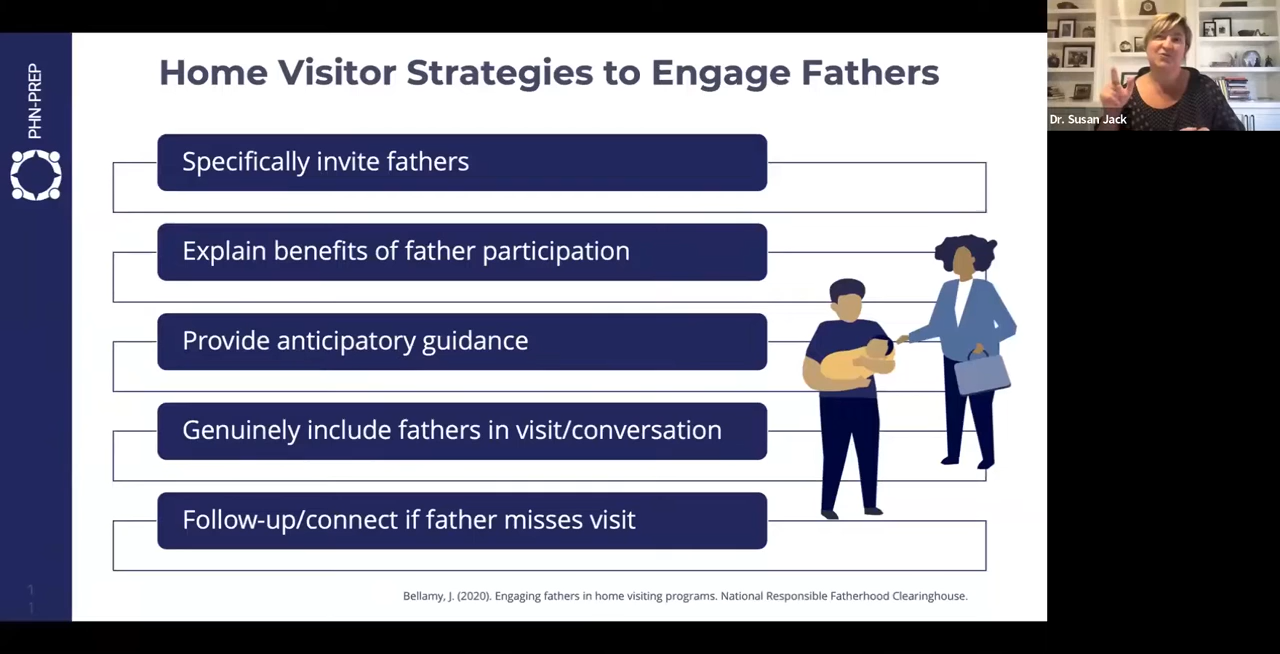 PHN-PREP
Home Visitor Strategies to Engage Fathers
Specifically invite fathers
Explain benefits of father participation
Provide anticipatory guidance
Genuinely include fathers in visit/conversation
Follow-up/connect if father misses visit
Bellamy, J. (2020). Engaging fathers in home visiting programs. National Responsible Fatherhood Clearinghouse.
1
1
Dr. Susan Jack